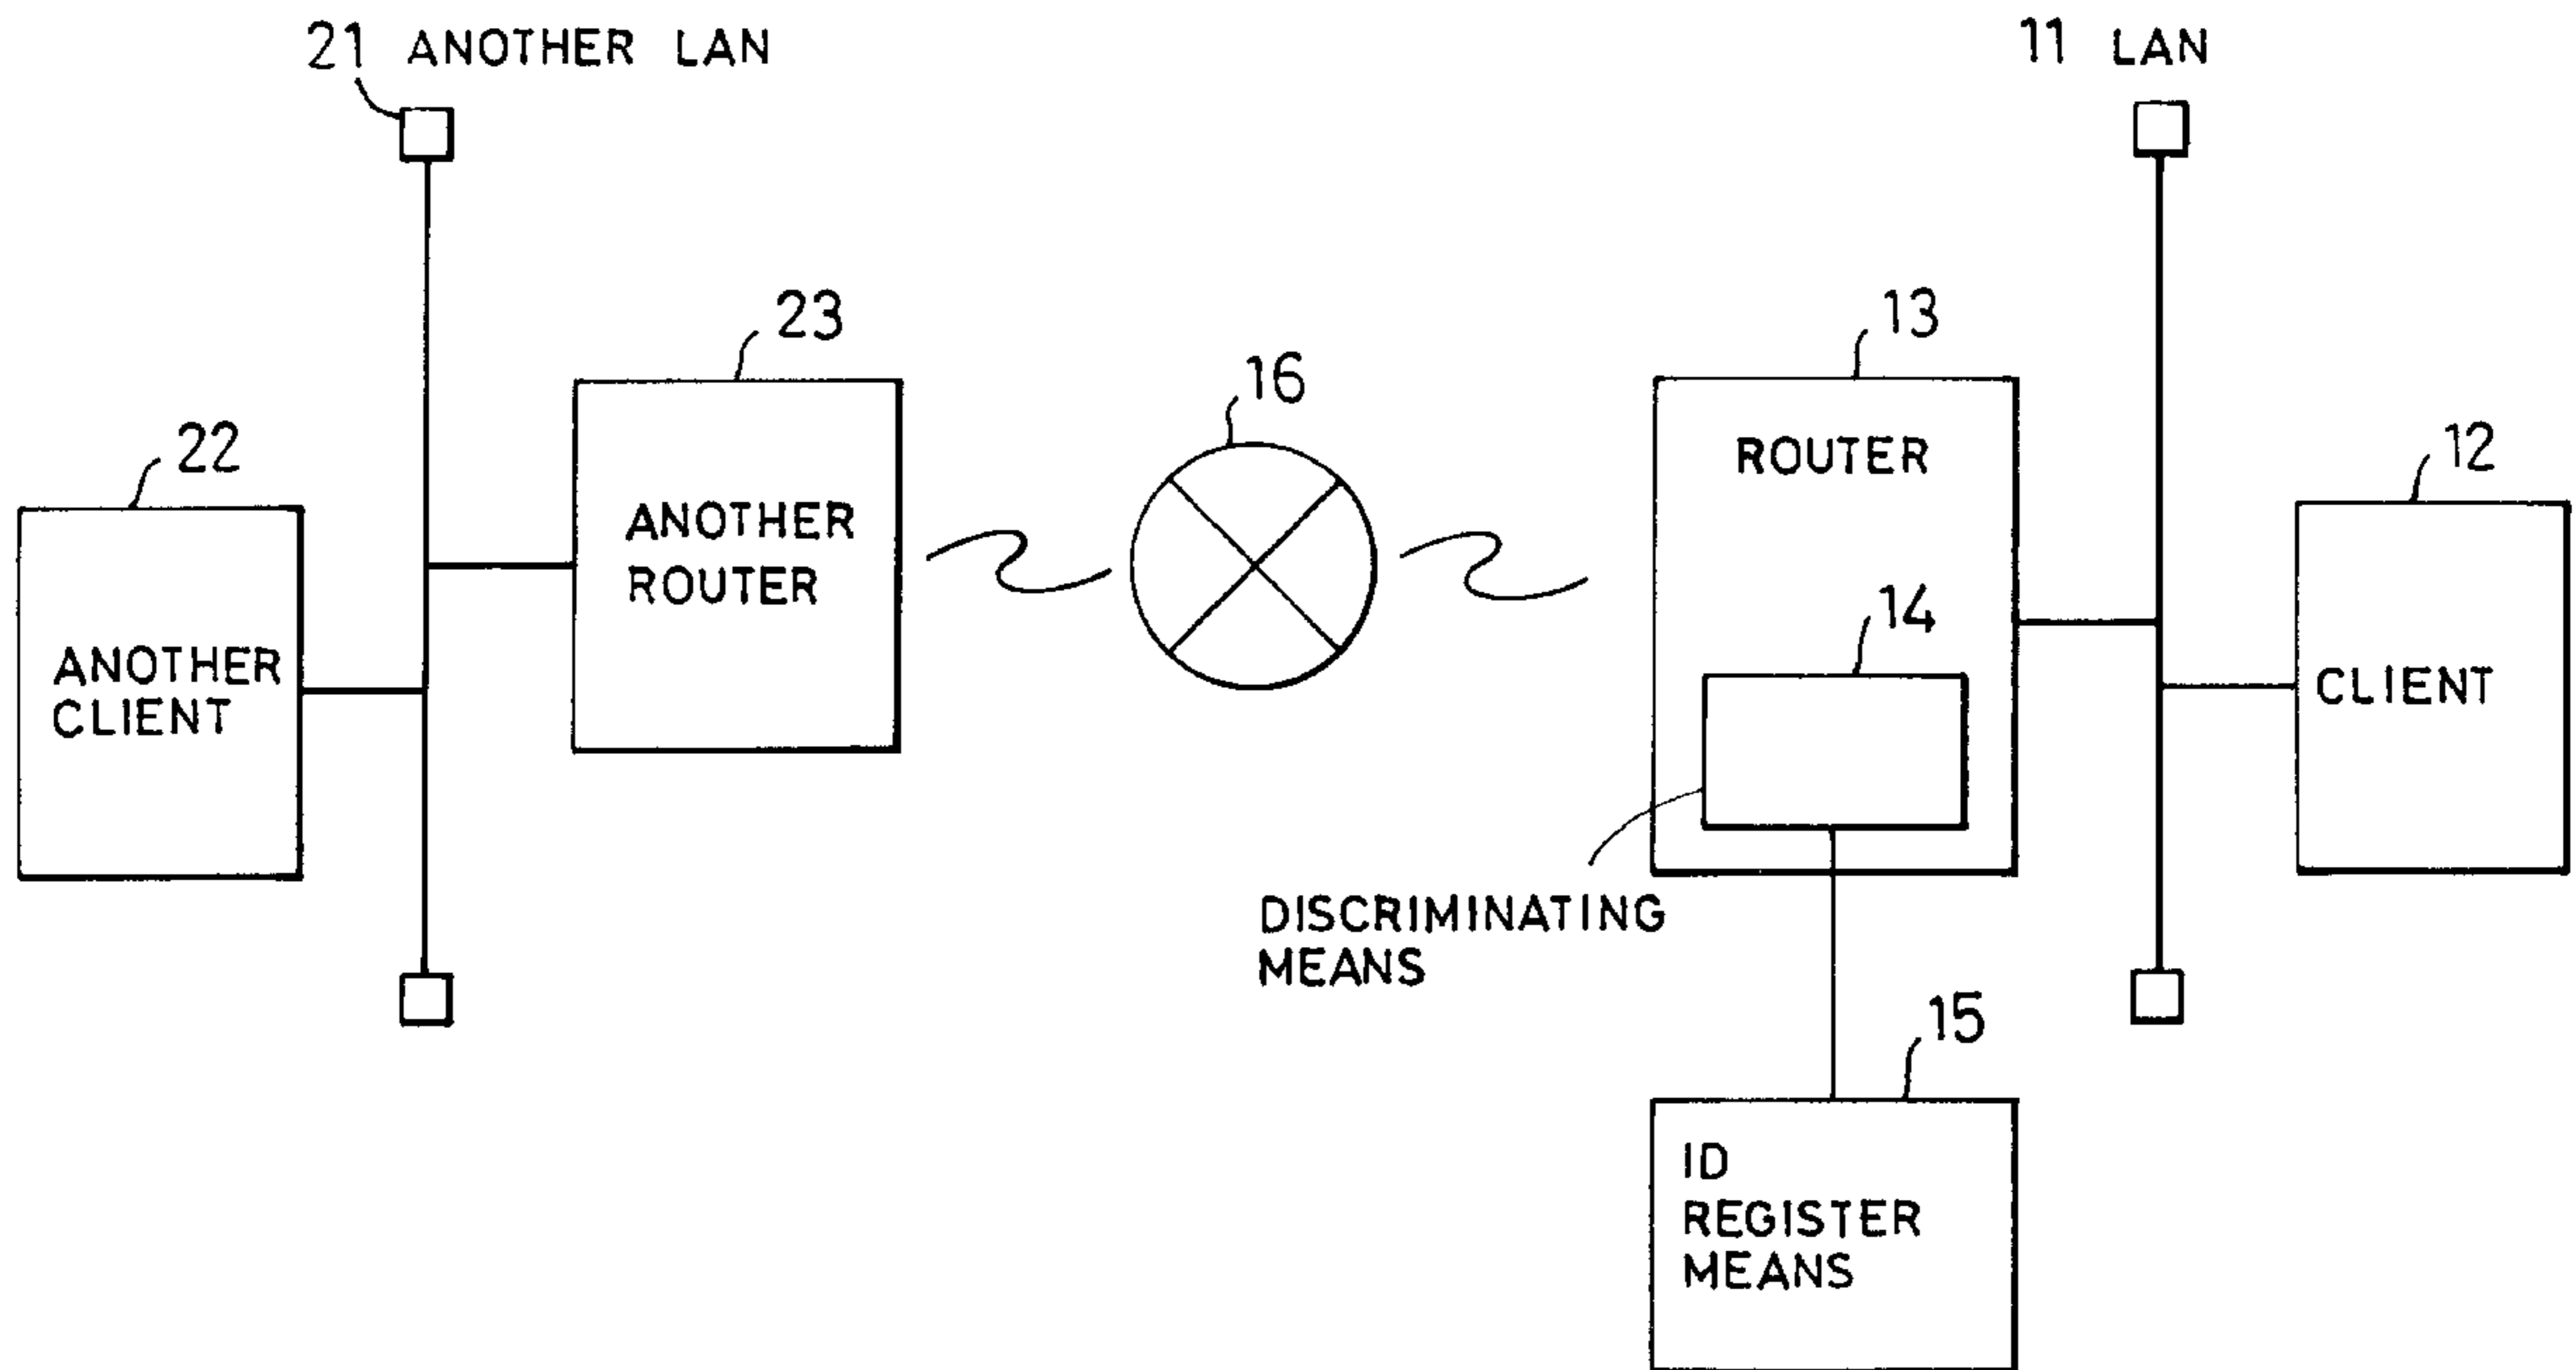 21 ANOTHER LAN
11 LAN
23
13
16
22
12
ROUTER
ANOTHER
ROUTER
14
ANOTHER
CLIENT
CLIENT
DISCRIMINATING
MEANS
15
ID
REGISTER
MEANS